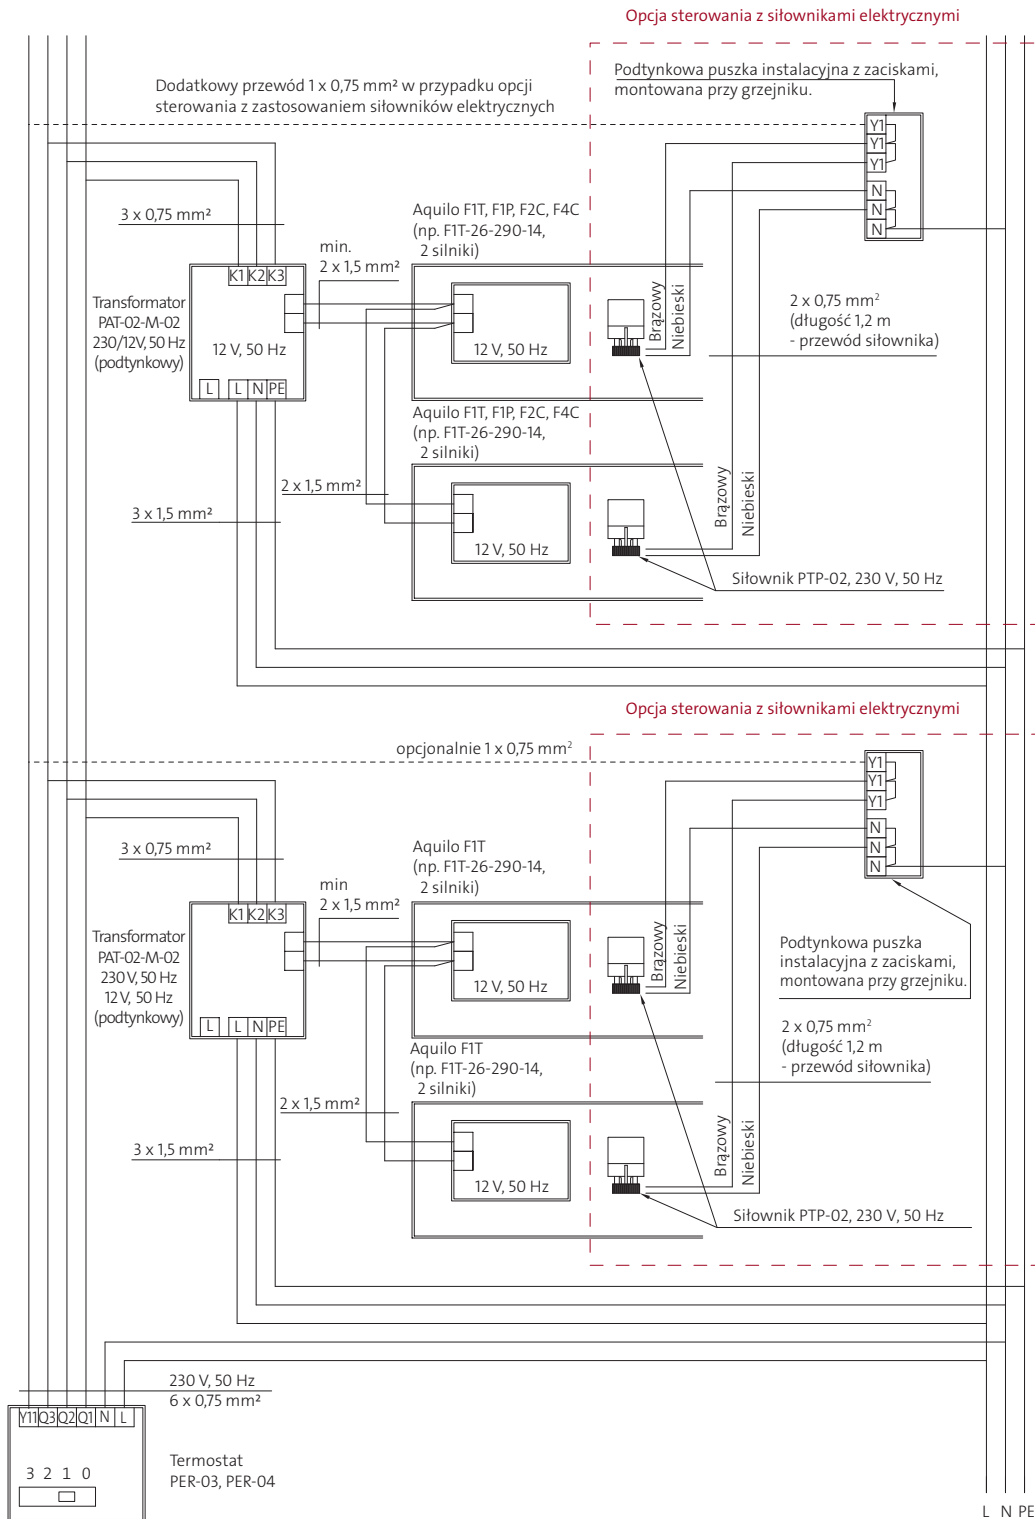 Opcja sterowania z siłownikami elektrycznymi
Dodatkowy przewód 1 x 0,75 mm² w przypadku opcji
sterowania z zastosowaniem siłowników elektrycznych
Podtynkowa puszka instalacyjna z zaciskami,
montowana przy grzejniku.
Y1
Y1
Y1
N
N
N
3 x 0,75 mm²
K1 K2 K3
Transformator
PAT-02-M-02
230/12V, 50 Hz
(podtynkowy)
12 V, 50 Hz
L L N PE
min.
2 x 1,5 mm²
Aquilo F1T, F1P, F2C, F4C
(np. F1T-26-290-14,
2 silniki)
12 V, 50 Hz
Brązowy
Niebieski
2 x 0,75 mm²
(długość 1,2 m
- przewód siłownika)
Aquilo F1T, F1P, F2C, F4C
(np. F1T-26-290-14,
2 silniki)
2 x 1,5 mm²
3 x 1,5 mm²
12 V, 50 Hz
Brązowy
Niebieski
Siłownik PTP-02, 230 V, 50 Hz
Opcja sterowania z siłownikami elektrycznymi
opcjonalnie 1 x 0,75 mm²
Y1
Y1
Y1
N
N
N
3 x 0,75 mm²
K1 K2 K3
Transformator
PAT-02-M-02
230 V, 50 Hz
12 V, 50 Hz
(podtynkowy)
L L N PE
min
2 x 1,5 mm²
Aquilo F1T
(np. F1T-26-290-14,
2 silniki)
12 V, 50 Hz
Brązowy
Niebieski
Podtynkowa puszka
instalacyjna z zaciskami,
montowana przy grzejniku.
2 x 0,75 mm²
(długość 1,2 m
- przewód siłownika)
Aquilo F1T
(np. F1T-26-290-14,
2 silniki)
2 x 1,5 mm²
3 x 1,5 mm²
12 V, 50 Hz
Brązowy
Niebieski
Siłownik PTP-02, 230 V, 50 Hz
230 V, 50 Hz
6 x 0,75 mm²
Y11 Q3 Q2 Q1 N L
3 2 1 0
Termostat
PER-03, PER-04
L N PE